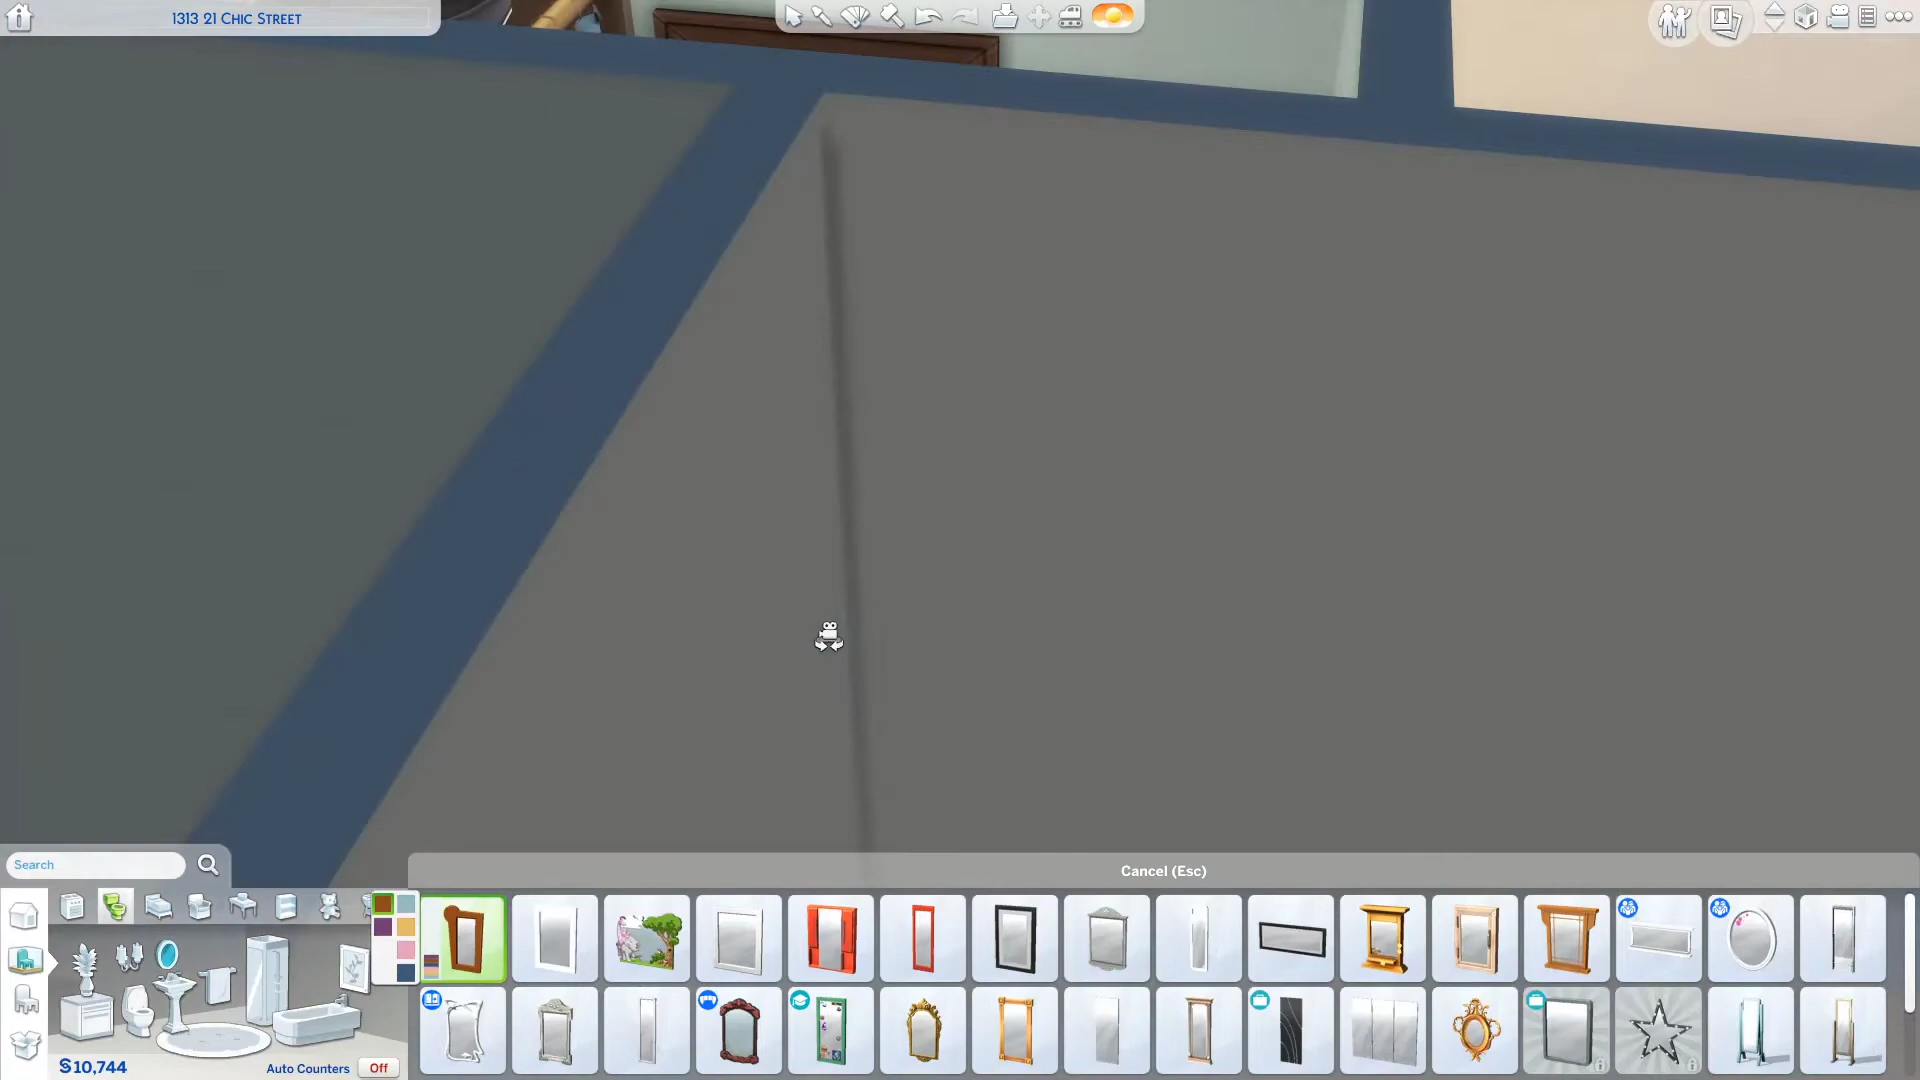 1313 21 CHIC STREET
Search
Cancel (Esc)
§10,744
Auto Counters
Off